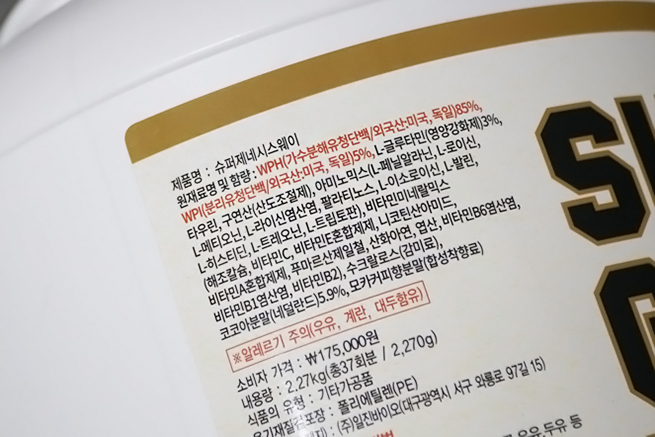 제품명 : 슈퍼제네시스웨이
원재료명 및 함량 : WPH(가수분해유청단백/외국산:미국, 독일)85%,
WPI(분리유청단백/외국산:미국, 독일)5%, L-글루타민(영양강화제)3%,
타우린, 구연산(산도조절제), 아미노믹스(L-페닐알라닌, L-로이신,
L-메티오닌, L-라이신염산염, 팔라티노스, L-이소로이신, L-발린,
L-히스티딘, L-트레오닌, L-트립토판), 비타민미네랄믹스
(해조칼슘, 비타민C, 비타민E혼합제제, 니코틴산아미드,
비타민A혼합제제, 푸마르산제일철, 산화아연, 엽산, 비타민B6염산염,
비타민B1염산염, 비타민B2), 수크랄로스(감미료),
코코아분말(네덜란드)5.9%, 모카커피향분말(합성착향료)
※알레르기 주의(우유, 계란, 대두함유)
소비자 가격 : ₩175,000원
내용량 : 2.27kg(총37회분 / 2,270g)
식품의 유형 : 기타가공품
용기재질및포장 : 폴리에틸렌(PE)
(주)일진바이오(대구광역시 서구 와룡로 97길 15)
두유 등